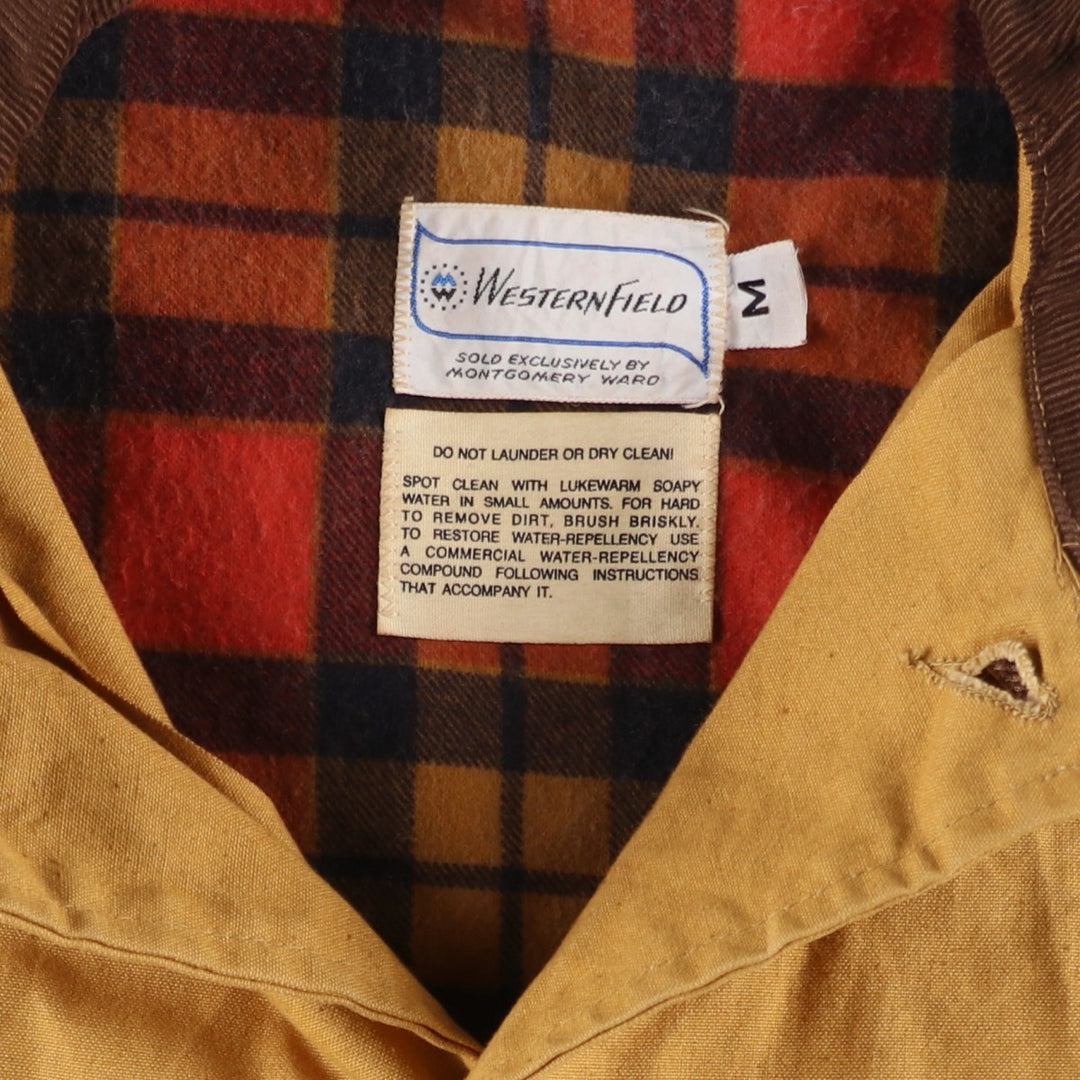 WESTERNFIELD
M
SOLD EXCLUSIVELY BY
MONTGOMERY WARD
DO NOT LAUNDER OR DRY CLEAN!
SPOT CLEAN WITH LUKEWARM SOAPY
WATER IN SMALL AMOUNTS. FOR HARD
TO REMOVE DIRT, BRUSH BRISKLY.
TO RESTORE WATER-REPELLENCY USE
A COMMERCIAL WATER-REPELLENCY
COMPOUND FOLLOWING INSTRUCTIONS
THAT ACCOMPANY IT.